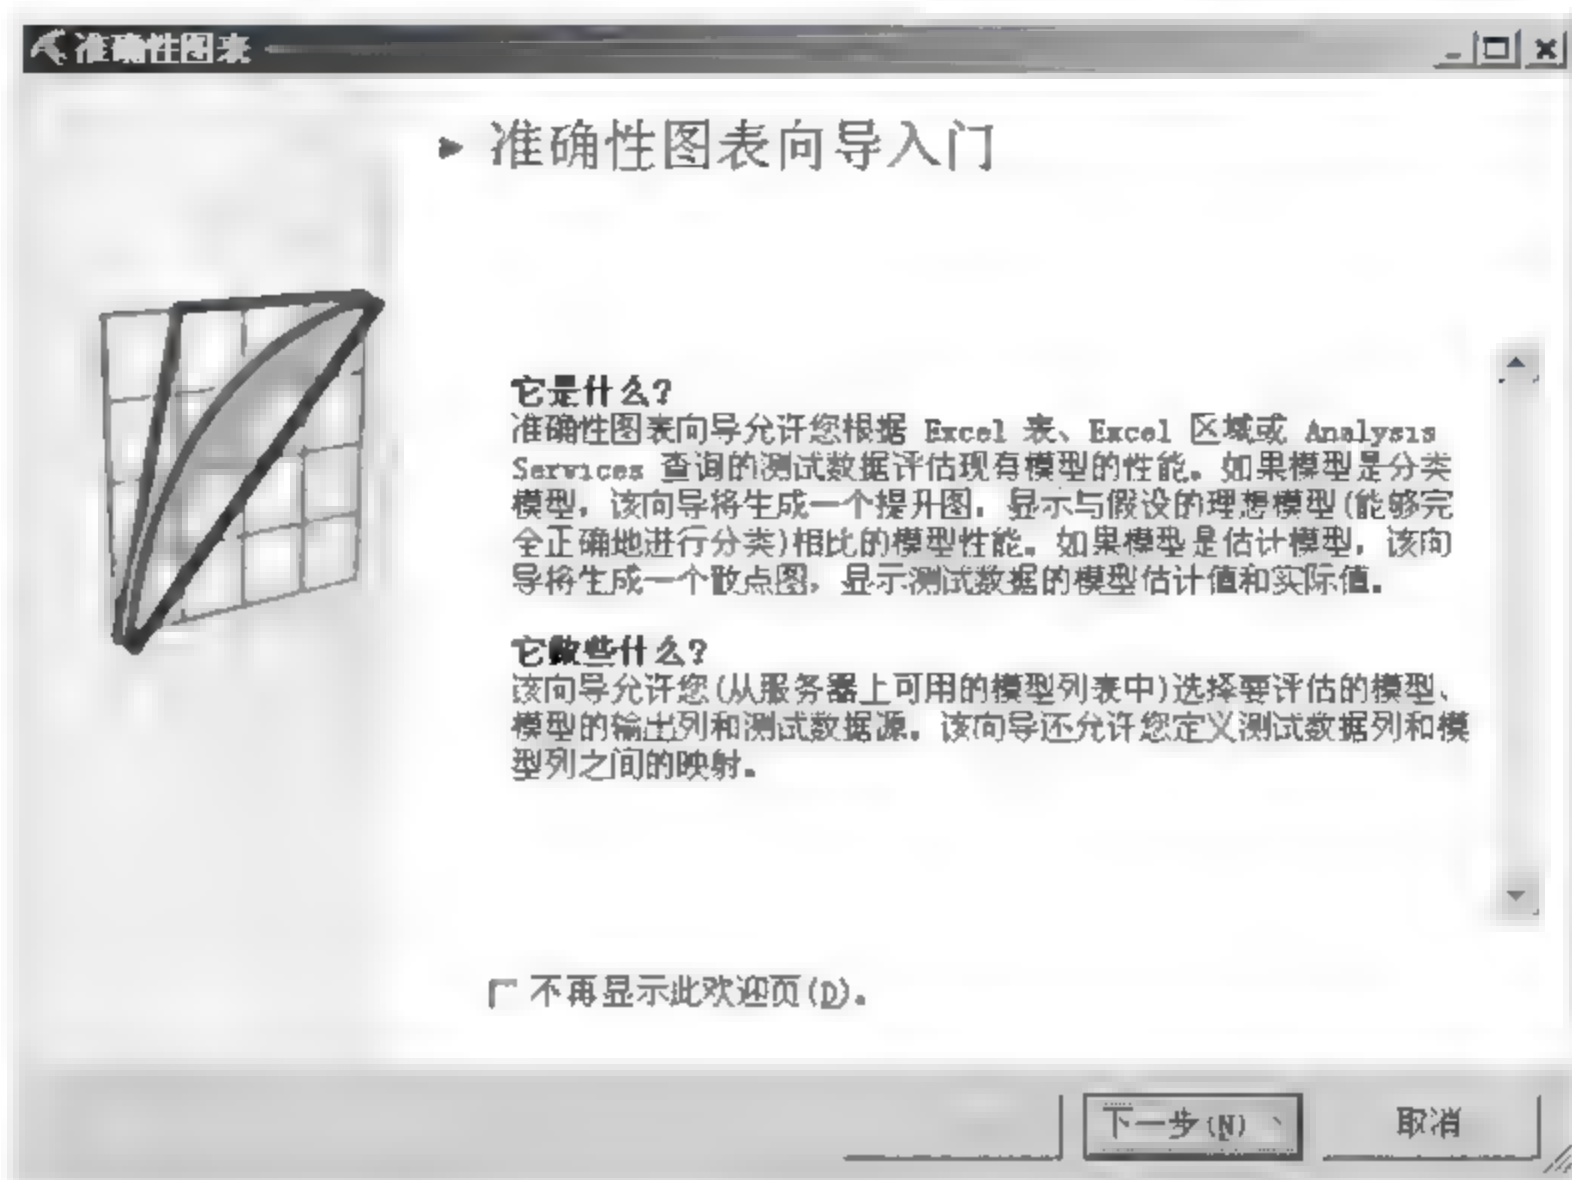 准确性图表
准确性图表向导入门
它是什么?
准确性图表向导允许您根据 Excel 表、Excel 区域或 Analysis
Services 查询的测试数据评估现有模型的性能。如果模型是分类
模型，该向导将生成一个提升图，显示与假设的理想模型(能够完
全正确地进行分类)相比的模型性能。如果模型是估计模型，该向
导将生成一个散点图，显示测试数据的模型估计值和实际值。
它做些什么?
该向导允许您(从服务器上可用的模型列表中)选择要评估的模型、
模型的输出列和测试数据源。该向导还允许您定义测试数据列和模
型列之间的映射。
不再显示此欢迎页(D)。
下一步(N) 取消